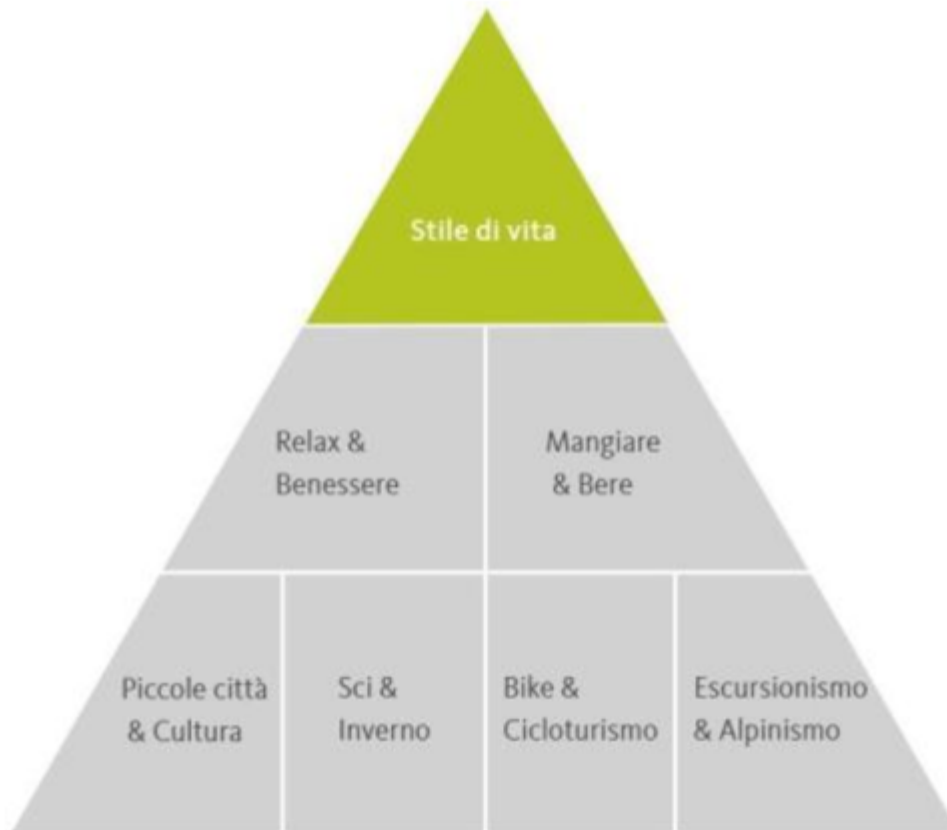 Stile di vita
Relax &
Benessere
Mangiare
& Bere
Piccole città
& Cultura
Sci &
Inverno
Bike &
Cicloturismo
Escursionismo
& Alpinismo